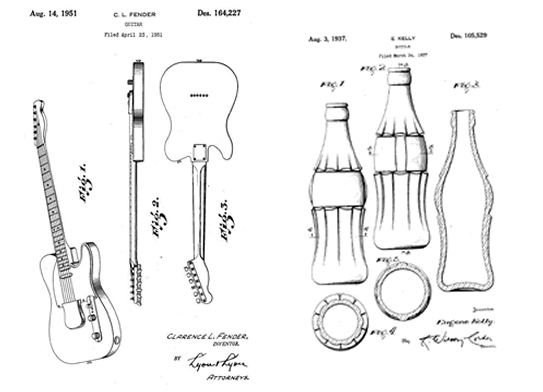 Aug. 14, 1951
C. L. FENDER
Des. 164,227
GUITAR
Filed April 23, 1951
Fig. 1.
Fig. 2.
Fig. 3.
CLARENCE L. FENDER,
INVENTOR.
BY
Lyon & Lyon
ATTORNEYS.
Aug. 3, 1937.
E KELLY
Des. 105,529
BOTTLE
Filed March 24, 1937
Fig. 1
Fig. 2.
Fig. 3.
Fig. 5.
Fig. 4.
Inventor
Eugene Kelly.